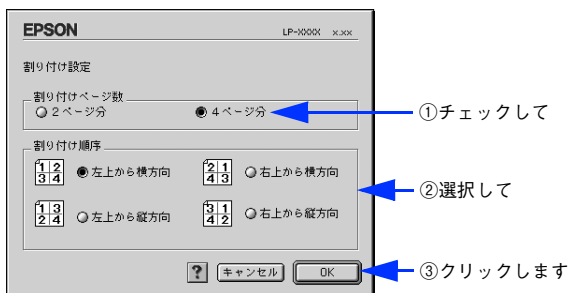 EPSON LP-XXXX x.xx
割り付け設定
割り付けページ数
2ページ分 4ページ分 ①チェックして
割り付け順序
1 2 2 1
3 4 左上から横方向 4 3 右上から横方向
②選択して
1 3 3 1
2 4 左上から縦方向 4 2 右上から縦方向
? キャンセル OK ③クリックします